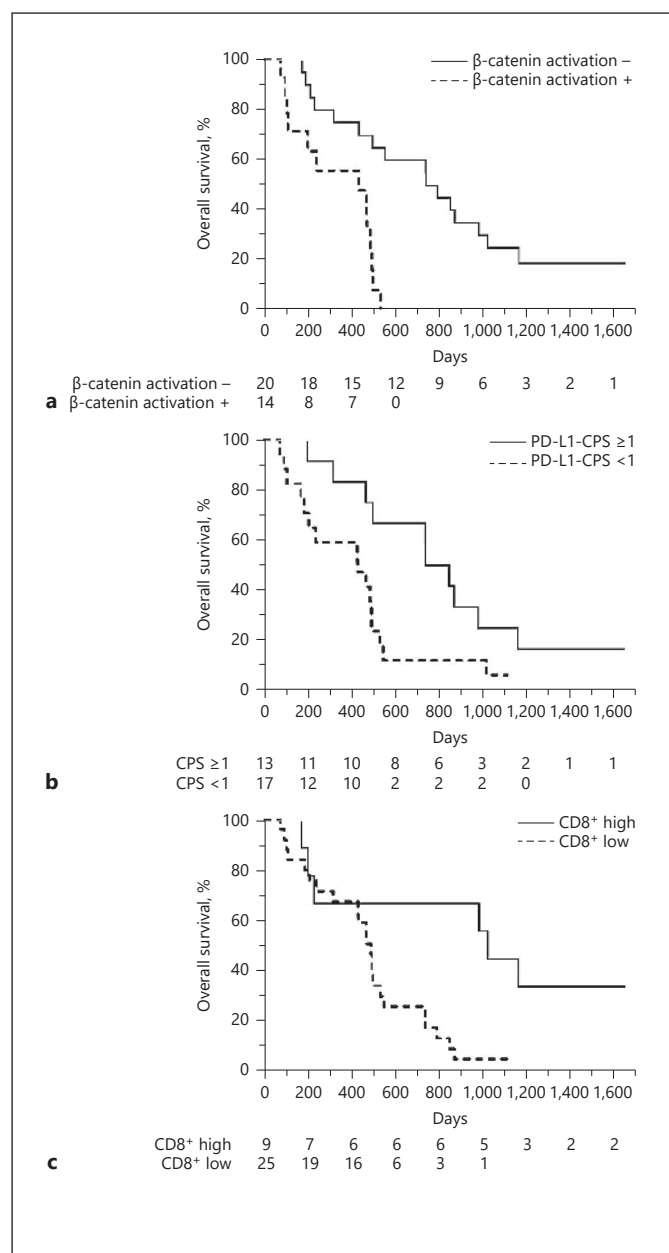 100
80
60
40
20
0
Overall survival, %
β-catenin activation –
β-catenin activation +
0 200 400 600 800 1,000 1,200 1,400 1,600
Days
β-catenin activation – 20 18 15 12 9 6 3 2 1
a β-catenin activation + 14 8 7 0
100
80
60
40
20
0
Overall survival, %
PD-L1-CPS ≥1
PD-L1-CPS <1
0 200 400 600 800 1,000 1,200 1,400 1,600
Days
CPS ≥1 13 11 10 8 6 3 2 1 1
b CPS <1 17 12 10 2 2 2 0
100
80
60
40
20
0
Overall survival, %
CD8⁺ high
CD8⁺ low
0 200 400 600 800 1,000 1,200 1,400 1,600
Days
CD8⁺ high 9 7 6 6 6 5 3 2 2
c CD8⁺ low 25 19 16 6 3 1